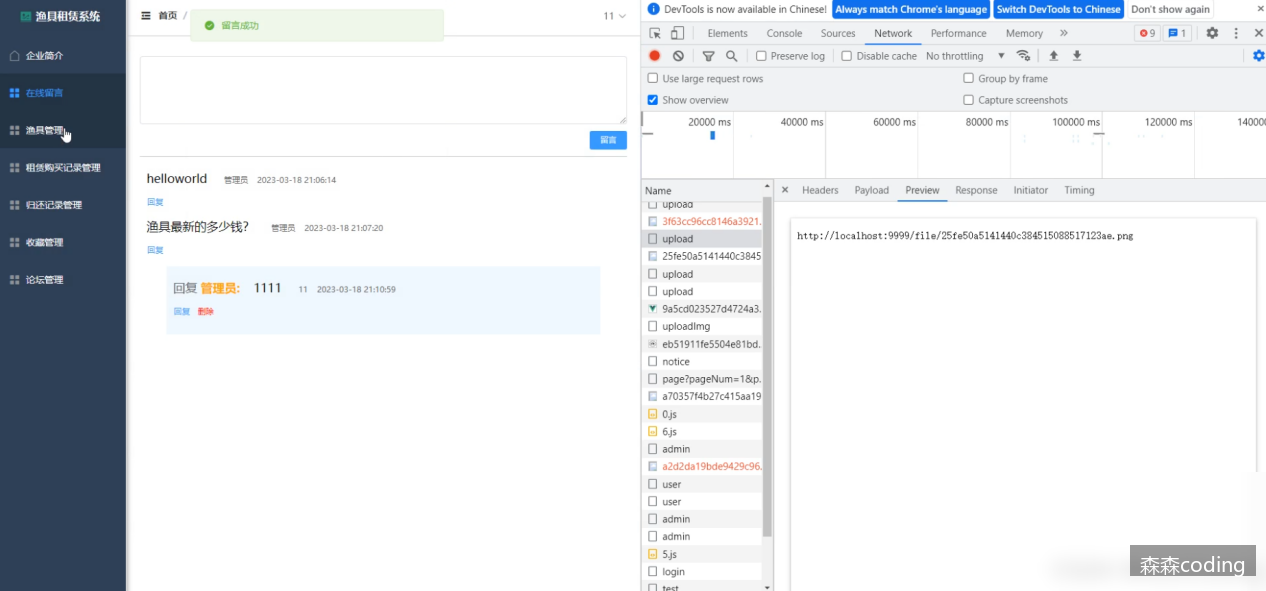 渔具租赁系统
企业简介
在线留言
渔具管理
租赁购买记录管理
归还记录管理
收藏管理
论坛管理
首页 /
留言成功
11
留言
helloworld 管理员 2023-03-18 21:06:14
回复
渔具最新的多少钱? 管理员 2023-03-18 21:07:20
回复
回复 管理员: 1111 11 2023-03-18 21:10:59
回复 删除
DevTools is now available in Chinese! Always match Chrome's language Switch DevTools to Chinese Don't show again
Elements Console Sources Network Performance Memory 9 1
Preserve log Disable cache No throttling
Use large request rows Group by frame
Show overview Capture screenshots
20000 ms 40000 ms 60000 ms 80000 ms 100000 ms 120000 ms 14000
Name
Headers Payload Preview Response Initiator Timing
upload
3f63cc96cc8146a3921.
upload
25fe50a5141440c3845
upload
upload
9a5cd023527d4724a3.
uploadImg
eb51911fe5504e81bd.
notice
page?pageNum=1&p.
a70357f4b27c415aa19
0.js
6.js
admin
a2d2da19bde9429c96.
user
user
admin
admin
5.js
login
test
http://localhost:9999/file/25fe50a5141440c384515088517123ae.png
森森coding